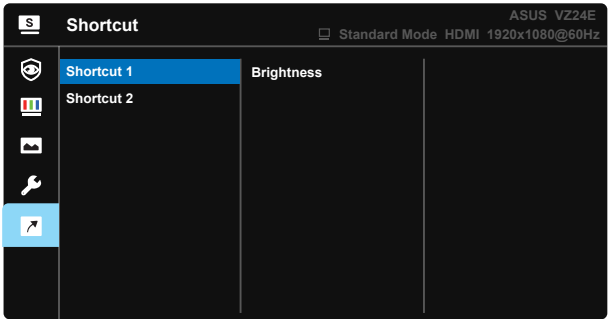 S
Shortcut
ASUS VZ24E
Standard Mode HDMI 1920x1080@60Hz
Shortcut 1
Brightness
Shortcut 2